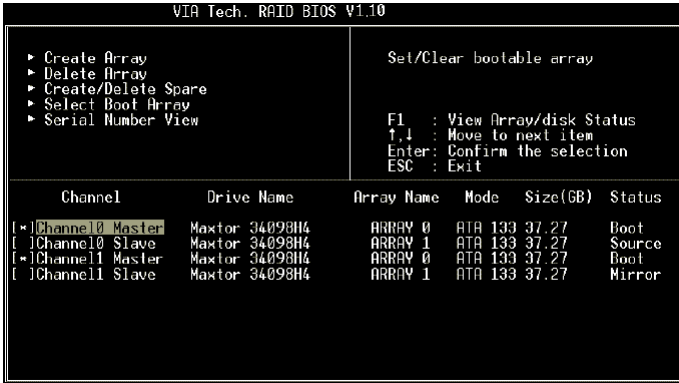 VIA Tech. RAID BIOS V1.10
► Create Array
► Delete Array
► Create/Delete Spare
► Select Boot Array
► Serial Number View
Set/Clear bootable array
F1 : View Array/disk Status
↑,↓ : Move to next item
Enter: Confirm the selection
ESC : Exit
Channel Drive Name Array Name Mode Size(GB) Status
[*]Channel0 Master Maxtor 34098H4 ARRAY 0 ATA 133 37.27 Boot
[ ]Channel0 Slave Maxtor 34098H4 ARRAY 1 ATA 133 37.27 Source
[*]Channel1 Master Maxtor 34098H4 ARRAY 0 ATA 133 37.27 Boot
[ ]Channel1 Slave Maxtor 34098H4 ARRAY 1 ATA 133 37.27 Mirror